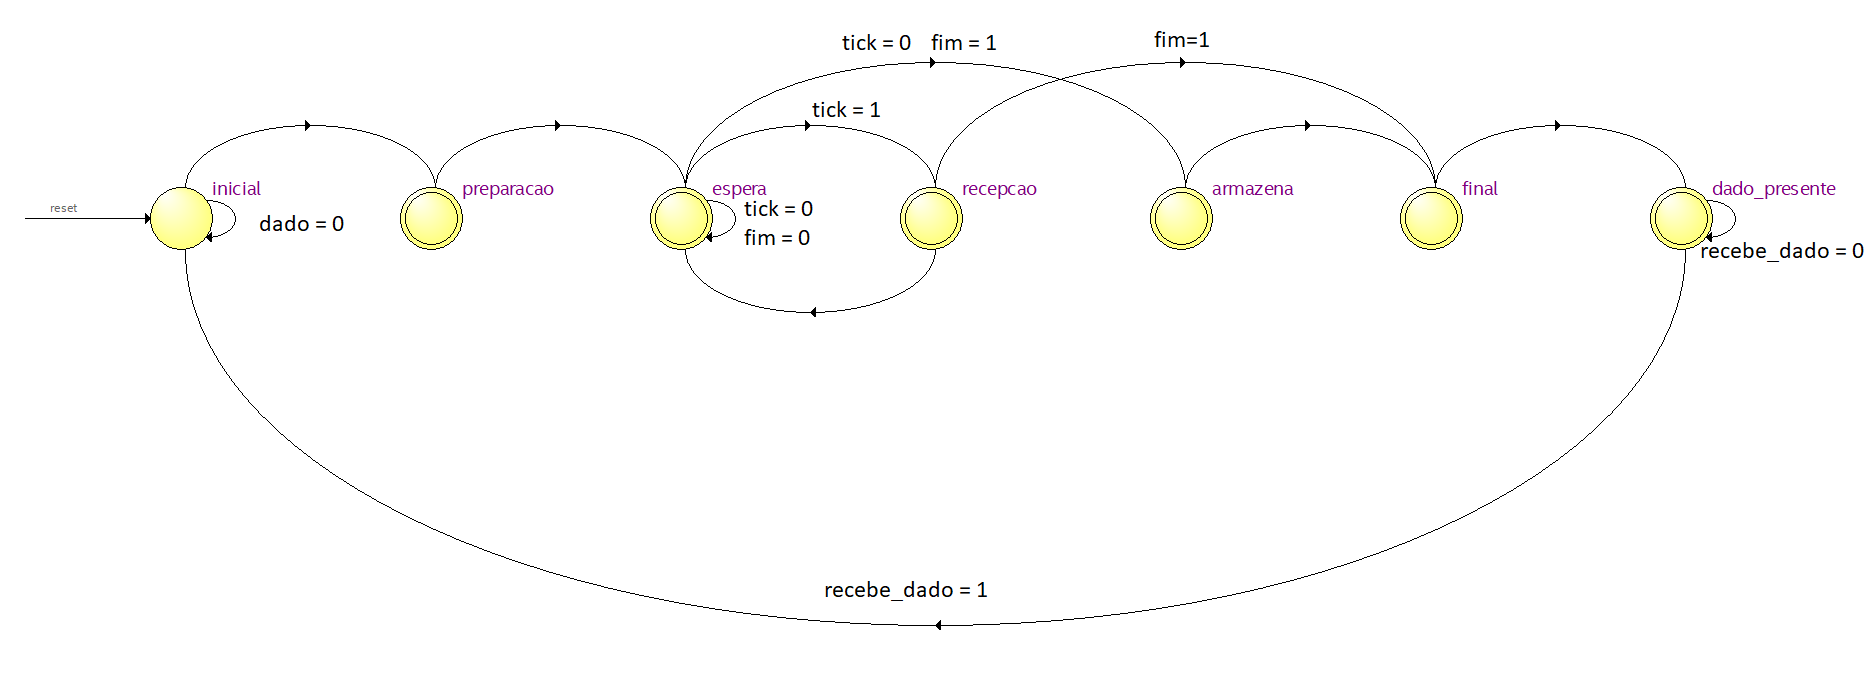 tick = 0 fim = 1
fim=1
tick = 1
inicial
preparacao
espera
recepcao
armazena
final
dado_presente
reset
dado = 0
tick = 0
fim = 0
recebe_dado = 0
recebe_dado = 1